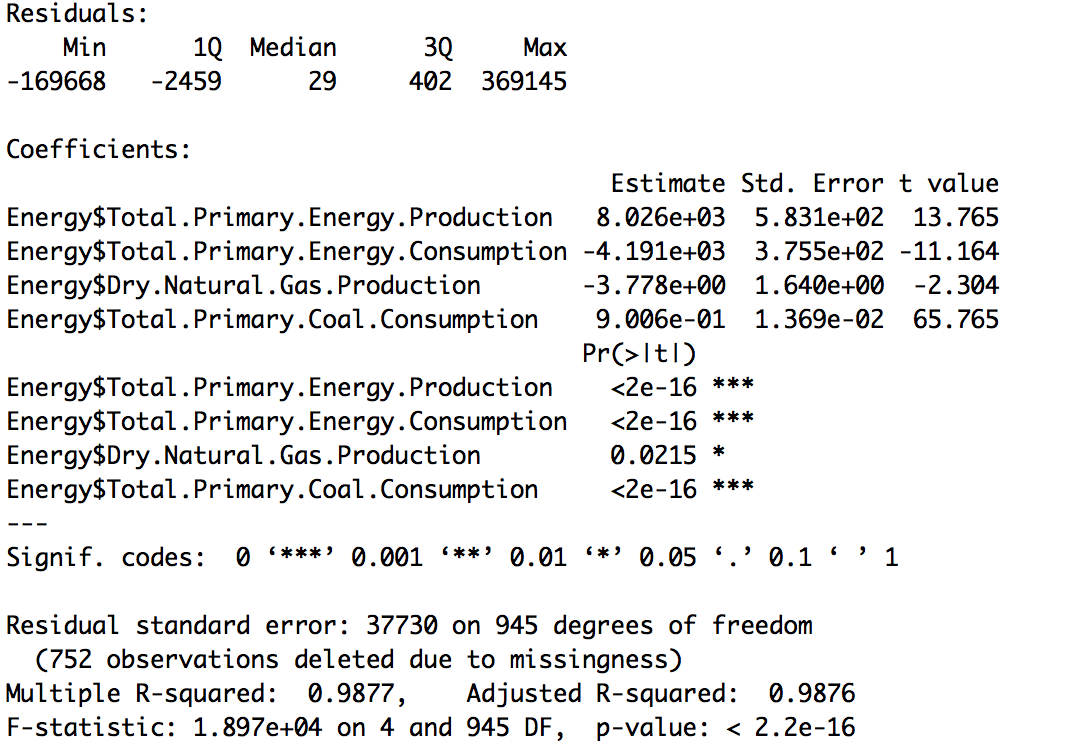 Residuals:
    Min      1Q  Median      3Q     Max
-169668   -2459      29     402  369145

Coefficients:
                                          Estimate Std. Error t value
Energy$Total.Primary.Energy.Production   8.026e+03  5.831e+02  13.765
Energy$Total.Primary.Energy.Consumption -4.191e+03  3.755e+02 -11.164
Energy$Dry.Natural.Gas.Production       -3.778e+00  1.640e+00  -2.304
Energy$Total.Primary.Coal.Consumption    9.006e-01  1.369e-02  65.765
                                        Pr(>|t|)
Energy$Total.Primary.Energy.Production    <2e-16 ***
Energy$Total.Primary.Energy.Consumption   <2e-16 ***
Energy$Dry.Natural.Gas.Production         0.0215 *
Energy$Total.Primary.Coal.Consumption     <2e-16 ***
---
Signif. codes:  0 ‘***’ 0.001 ‘**’ 0.01 ‘*’ 0.05 ‘.’ 0.1 ‘ ’ 1

Residual standard error: 37730 on 945 degrees of freedom
  (752 observations deleted due to missingness)
Multiple R-squared:  0.9877,    Adjusted R-squared:  0.9876
F-statistic: 1.897e+04 on 4 and 945 DF,  p-value: < 2.2e-16